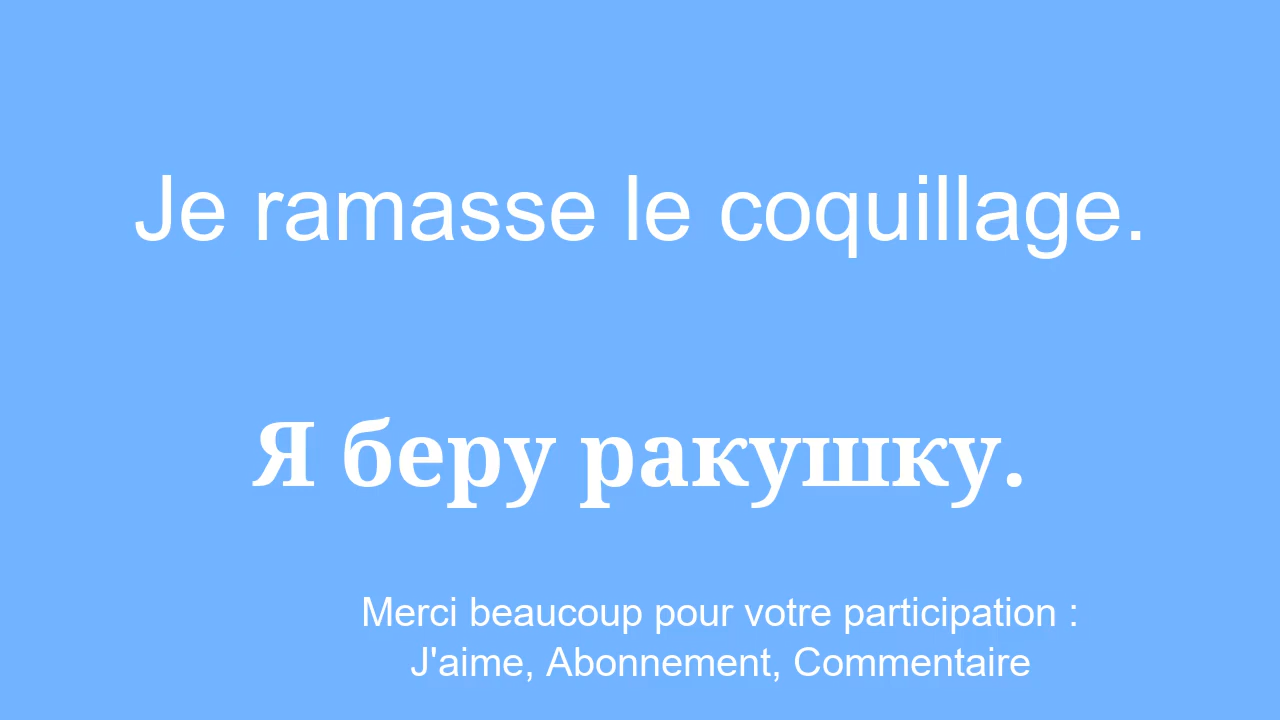 Je ramasse le coquillage.
Я беру ракушку.
Merci beaucoup pour votre participation :
J'aime, Abonnement, Commentaire